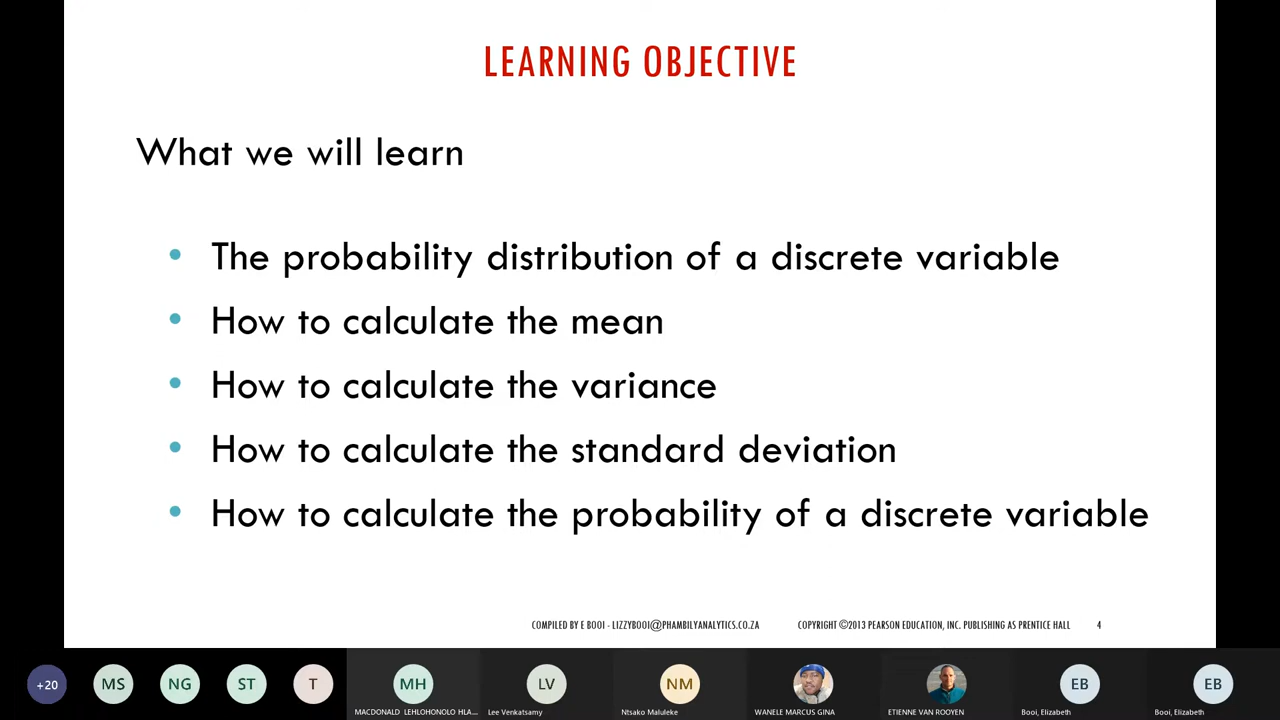 LEARNING OBJECTIVE
What we will learn
• The probability distribution of a discrete variable
• How to calculate the mean
• How to calculate the variance
• How to calculate the standard deviation
• How to calculate the probability of a discrete variable
COMPILED BY E BOOI - LIZZYBOOI@PHAMBILYANALYTICS.CO.ZA COPYRIGHT ©2013 PEARSON EDUCATION, INC. PUBLISHING AS PRENTICE HALL 4
+20 MS NG ST T MH LV NM EB EB
MACDONALD LEHLOHONOLO HLA... Lee Venkatsamy Ntsako Maluleke WANELE MARCUS GINA ETIENNE VAN ROOYEN Booi, Elizabeth Booi, Elizabeth